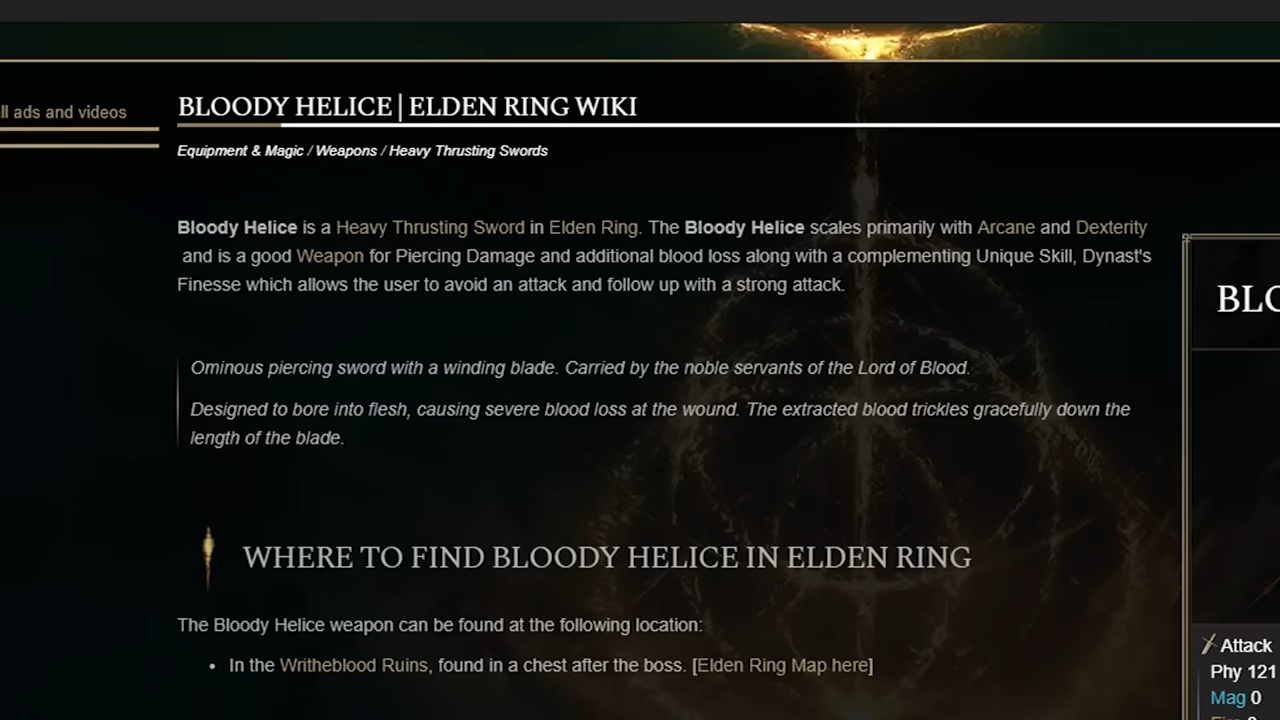 ll ads and videos
BLOODY HELICE | ELDEN RING WIKI
Equipment & Magic / Weapons / Heavy Thrusting Swords
Bloody Helice is a Heavy Thrusting Sword in Elden Ring. The Bloody Helice scales primarily with Arcane and Dexterity
and is a good Weapon for Piercing Damage and additional blood loss along with a complementing Unique Skill, Dynast's
Finesse which allows the user to avoid an attack and follow up with a strong attack.
BLO
Ominous piercing sword with a winding blade. Carried by the noble servants of the Lord of Blood.
Designed to bore into flesh, causing severe blood loss at the wound. The extracted blood trickles gracefully down the
length of the blade.
WHERE TO FIND BLOODY HELICE IN ELDEN RING
The Bloody Helice weapon can be found at the following location:
• In the Writheblood Ruins, found in a chest after the boss. [Elden Ring Map here]
Attack
Phy 121
Mag 0